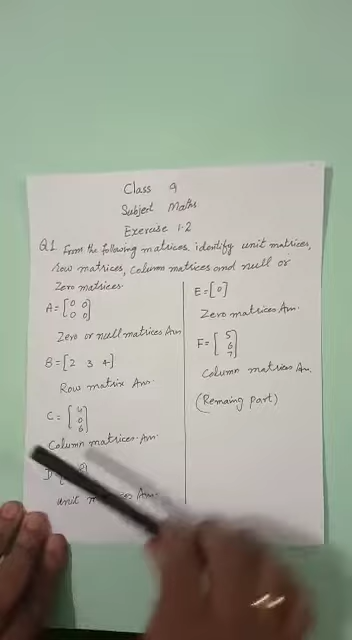 Class 9
Subject Maths
Exercise 1.2
Q1 From the following matrices, identify unit matrices,
row matrices, column matrices and null or
zero matrices.
A = [0 0
0 0]
Zero or null matrices Ans
B = [2 3 4]
Row matrix Ans.
C = [4
0
6]
Column matrices. Ans
unit Ans.
E = [0]
Zero matrices Ans.
F = [5
6
7]
Column matrices An.
(Remaing part)